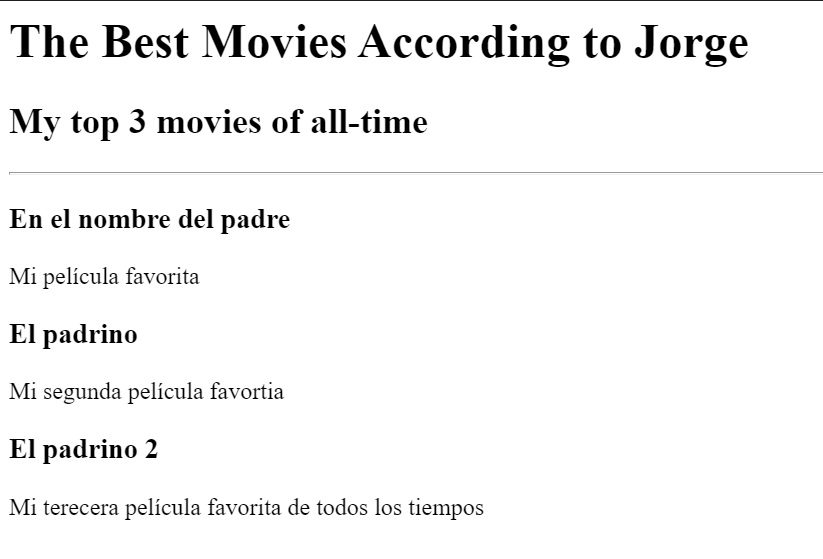 The Best Movies According to Jorge
My top 3 movies of all-time
En el nombre del padre
Mi película favorita
El padrino
Mi segunda película favortia
El padrino 2
Mi terecera película favorita de todos los tiempos